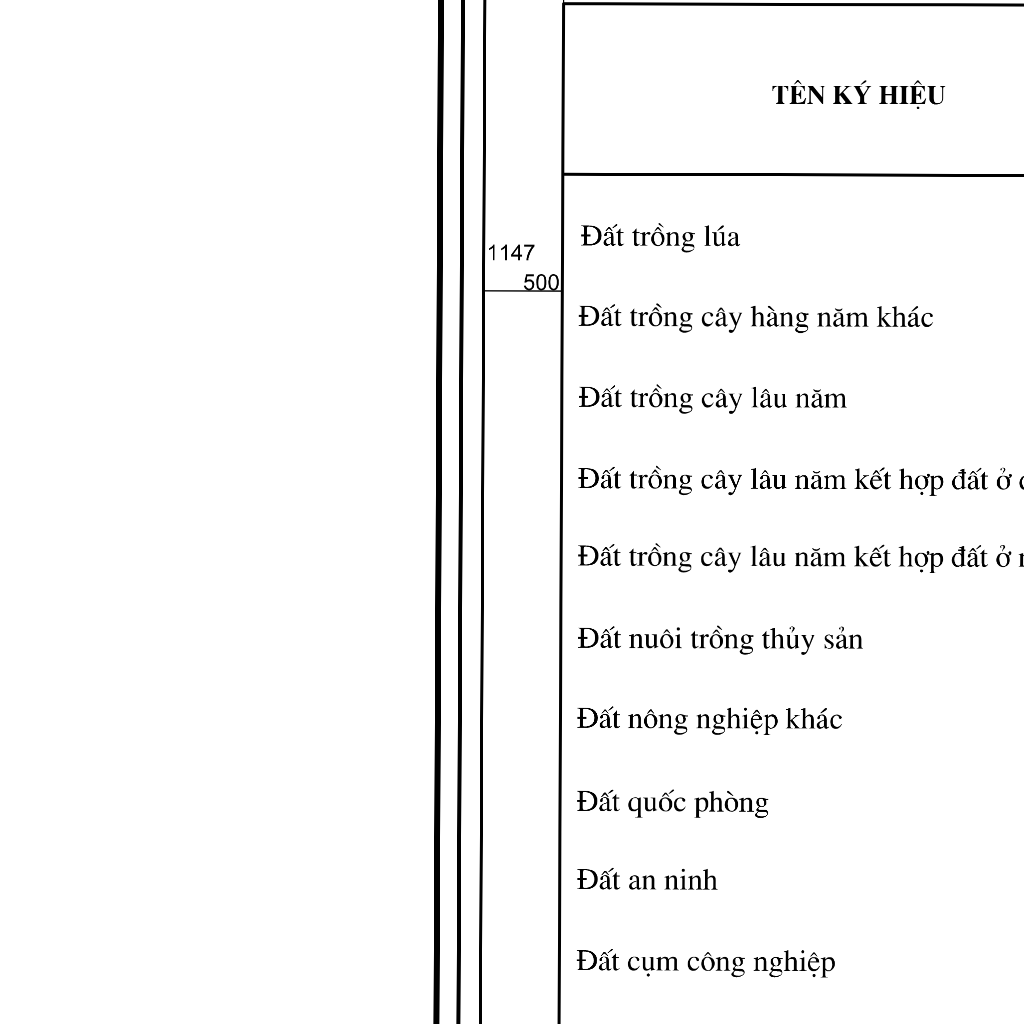 TÊN KÝ HIỆU
Đất trồng lúa
1147
500
Đất trồng cây hàng năm khác
Đất trồng cây lâu năm
Đất trồng cây lâu năm kết hợp đất ở
Đất trồng cây lâu năm kết hợp đất ở
Đất nuôi trồng thủy sản
Đất nông nghiệp khác
Đất quốc phòng
Đất an ninh
Đất cụm công nghiệp